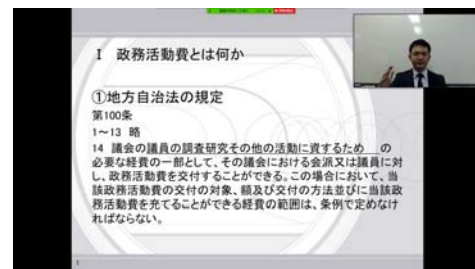 Ⅰ 政務活動費とは何か
①地方自治法の規定
第100条
1～13 略
14 議会の議員の調査研究その他の活動に資するため の
必要な経費の一部として、その議会における会派又は議員に対
し、政務活動費を交付することができる。この場合において、当
該政務活動費の交付の対象、額及び交付の方法並びに当該政
務活動費を充てることができる経費の範囲は、条例で定めなけ
ればならない。
1